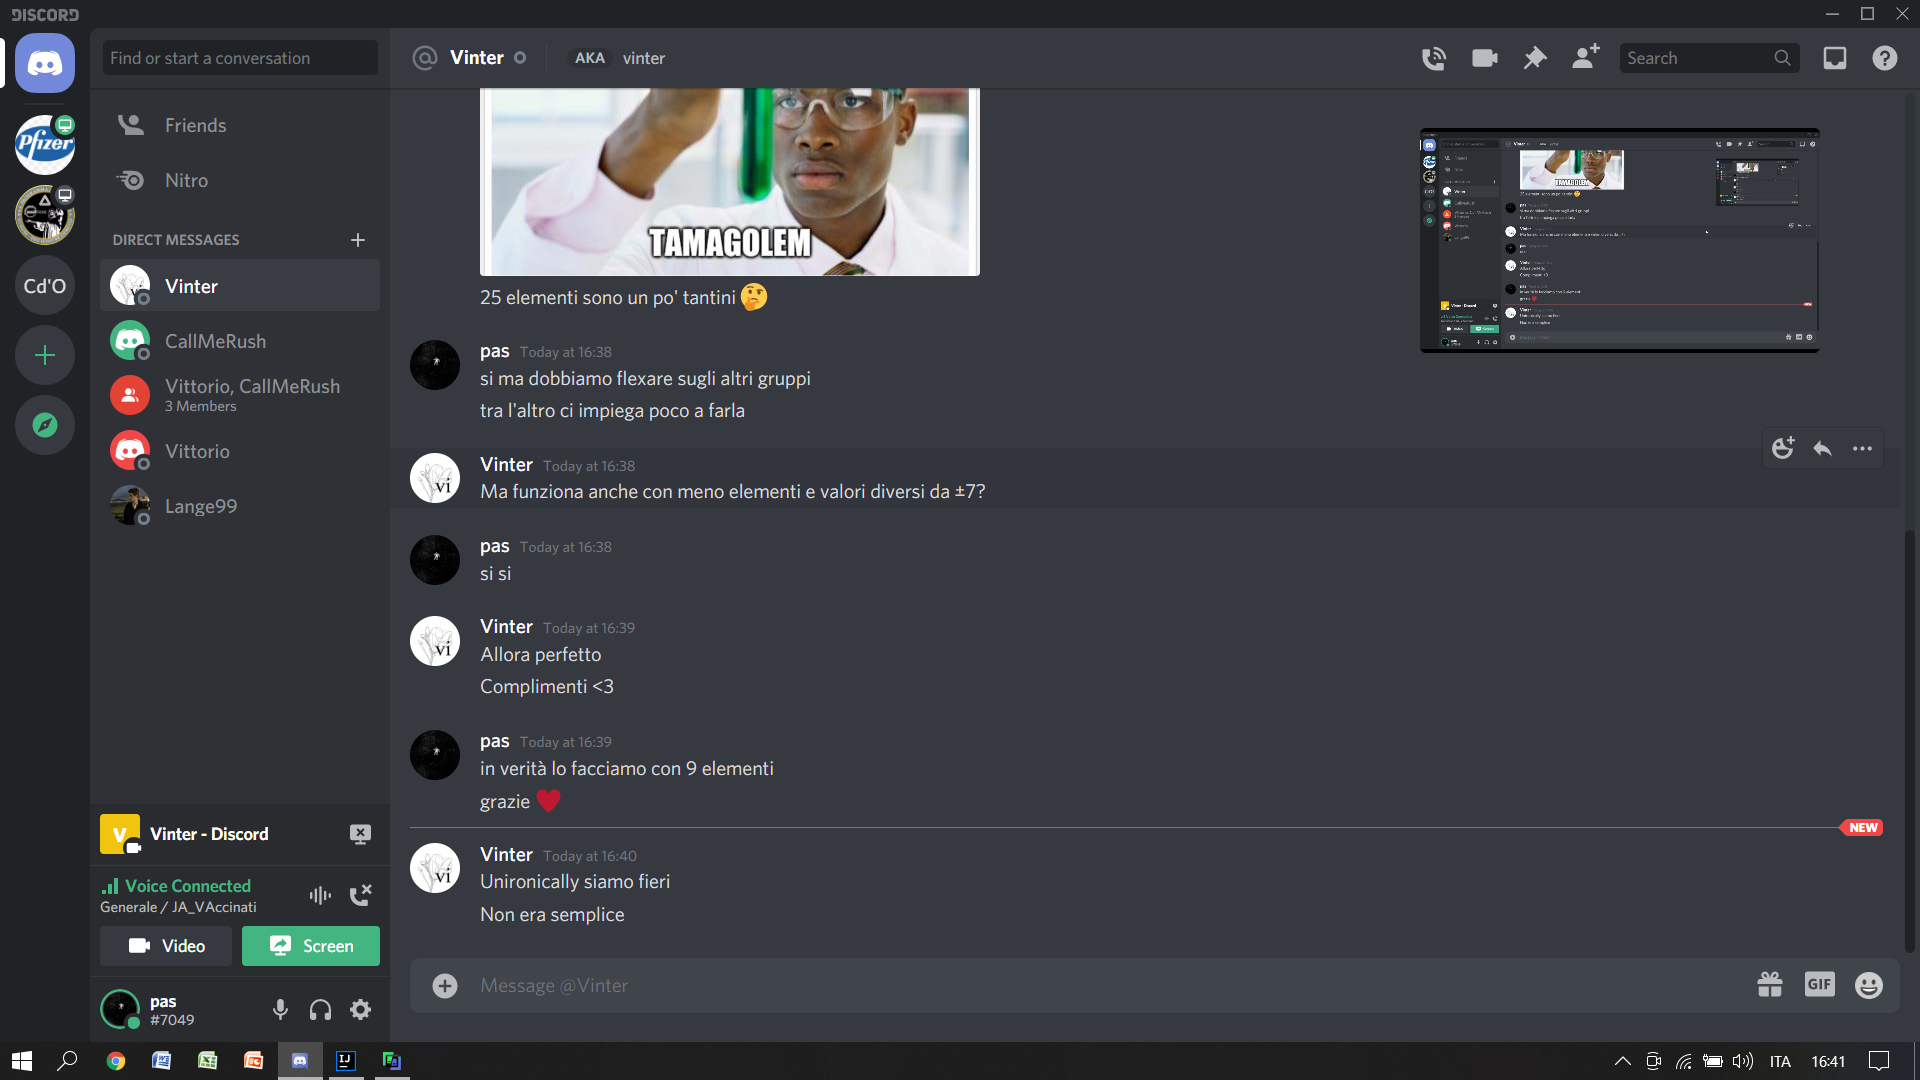 DISCORD
Find or start a conversation
Vinter
AKA
vinter
Search
Pfizer
Friends
Nitro
DIRECT MESSAGES
Cd'O
Vinter
CallMeRush
Vittorio, CallMeRush
3 Members
Vittorio
Lange99
TAMAGOLEM
25 elementi sono un po' tantini 🤔
pas Today at 16:38
si ma dobbiamo flexare sugli altri gruppi
tra l'altro ci impiega poco a farla
Vinter Today at 16:38
Ma funziona anche con meno elementi e valori diversi da ±7?
pas Today at 16:38
si si
Vinter Today at 16:39
Allora perfetto
Complimenti <3
pas Today at 16:39
in verità lo facciamo con 9 elementi
grazie ❤️
NEW
Vinter Today at 16:40
Unironically siamo fieri
Non era semplice
Message @Vinter
GIF
V
Vinter - Discord
Voice Connected
Generale / JA_VAccinati
Video
Screen
pas
#7049
ITA
16:41